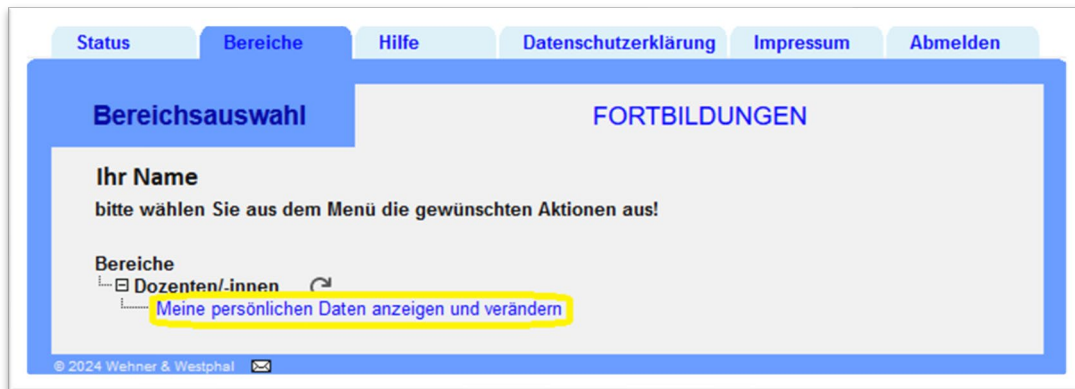 Status Bereiche Hilfe Datenschutzerklärung Impressum Abmelden
Bereichsauswahl FORTBILDUNGEN
Ihr Name
bitte wählen Sie aus dem Menü die gewünschten Aktionen aus!
Bereiche
Dozenten/-innen
Meine persönlichen Daten anzeigen und verändern
© 2024 Wehner & Westphal